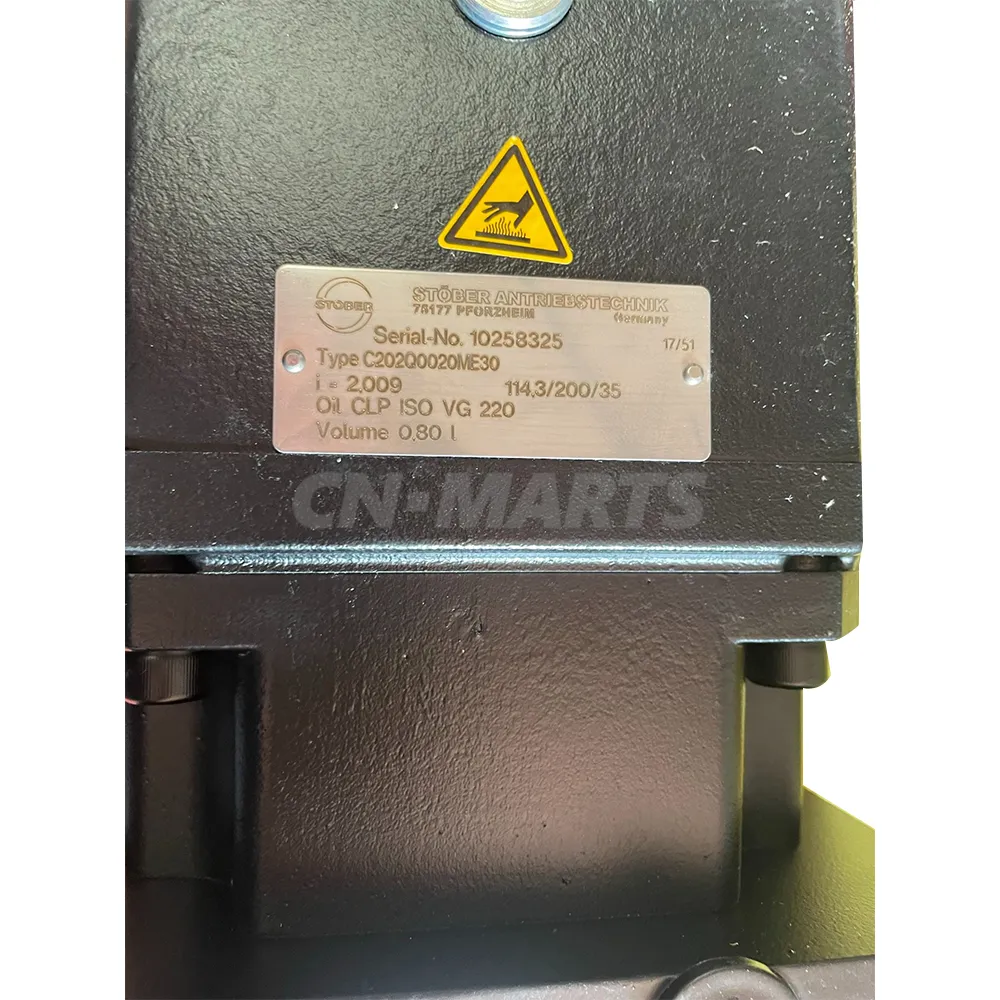 STÖBER
STÖBER ANTRIEBSTECHNIK
75177 PFORZHEIM Germany
Serial-No. 10258325 17/51
Type C202Q0020ME30
i = 2,009 114,3/200/35
Oil CLP ISO VG 220
Volume 0,80 l
CN-MARTS